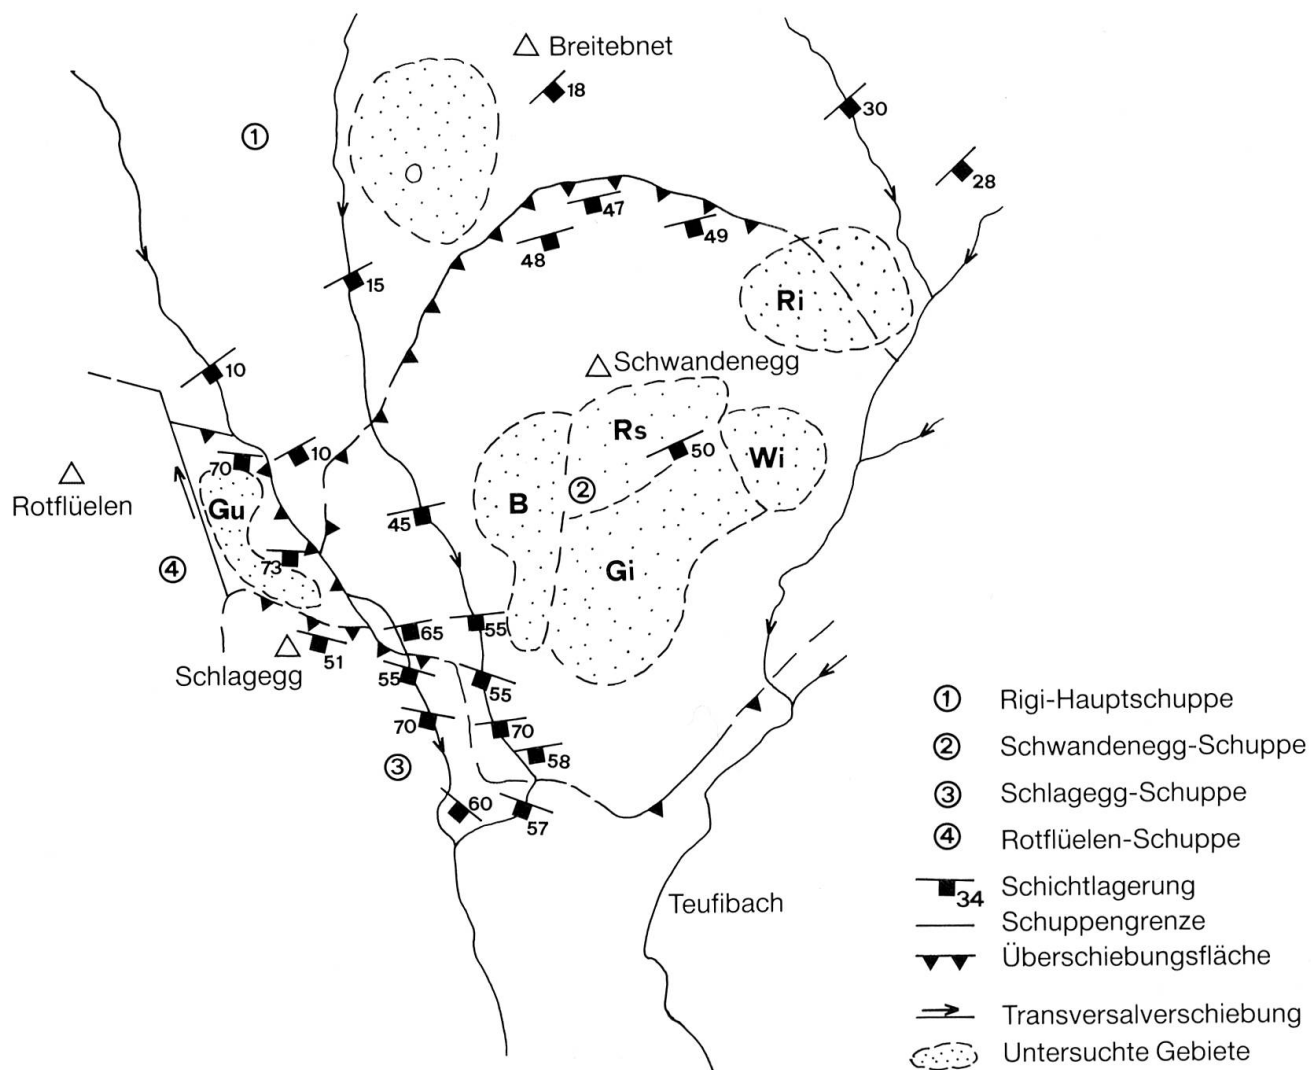 Breitebnet
18
30
1
28
47
49
48
15
Ri
10
Schwandenegg
Rs
50
Wi
10
70
Rotflüelen
Gu
B
2
45
73
4
Gi
65
55
51
Schlagegg
55
55
70
70
58
3
60
57
Teufibach
1 Rigi-Hauptschuppe
2 Schwandenegg-Schuppe
3 Schlagegg-Schuppe
4 Rotflüelen-Schuppe
34 Schichtlagerung
Schuppengrenze
Überschiebungsfläche
Transversalverschiebung
Untersuchte Gebiete